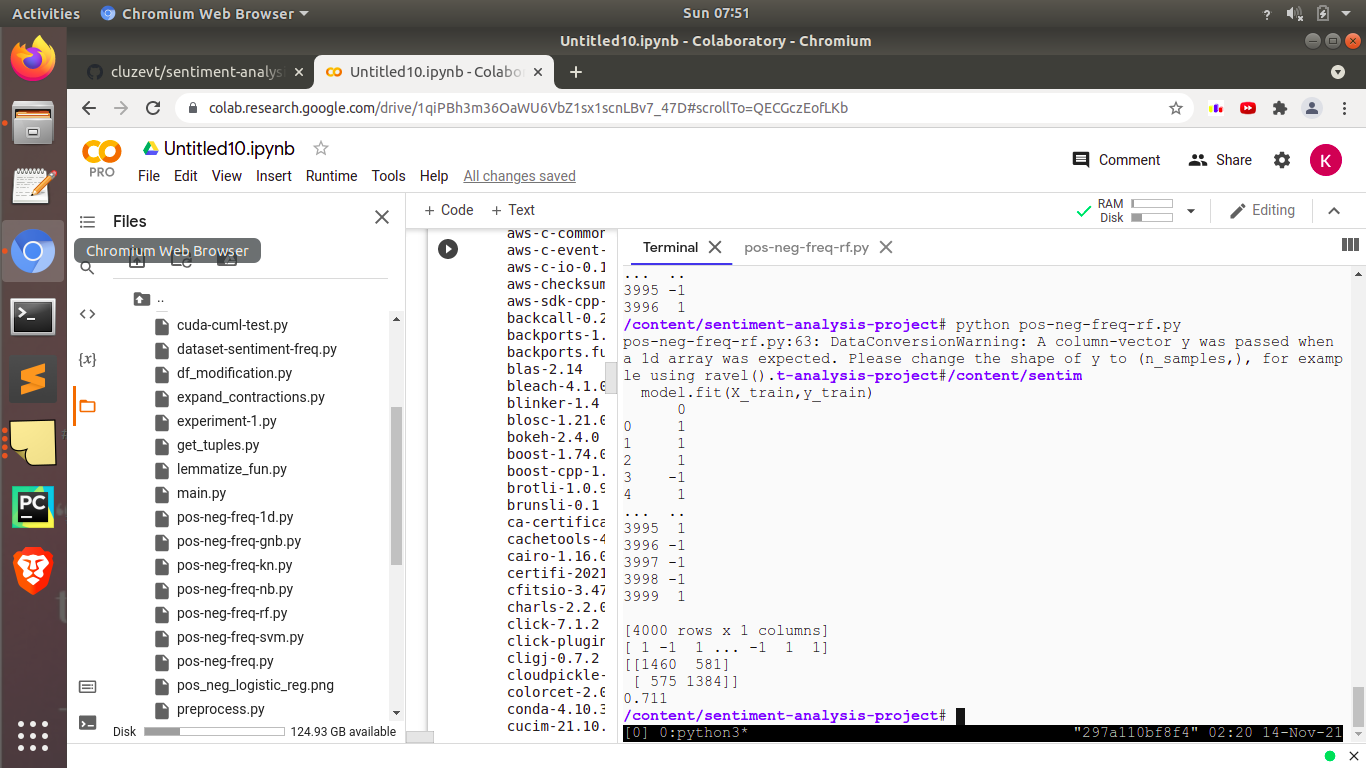 Activities
Chromium Web Browser
Sun 07:51
Untitled10.ipynb - Colaboratory - Chromium
cluzevt/sentiment-analysi
Untitled10.ipynb - Colabo
colab.research.google.com/drive/1qiPBh3m36OaWU6VbZ1sx1scnLBv7_47D#scrollTo=QECGczEofLKb
PRO
Untitled10.ipynb
Comment
Share
K
File Edit View Insert Runtime Tools Help All changes saved
Files
+ Code + Text
RAM
Disk
Editing
Chromium Web Browser
..
cuda-cuml-test.py
dataset-sentiment-freq.py
df_modification.py
expand_contractions.py
experiment-1.py
get_tuples.py
lemmatize_fun.py
main.py
pos-neg-freq-1d.py
pos-neg-freq-gnb.py
pos-neg-freq-kn.py
pos-neg-freq-nb.py
pos-neg-freq-rf.py
pos-neg-freq-svm.py
pos-neg-freq.py
pos_neg_logistic_reg.png
preprocess.py
Disk
124.93 GB available
aws-c-common
aws-c-event-
aws-c-io-0.1
aws-checksum
aws-sdk-cpp-
backcall-0.2
backports-1.
backports.fu
blas-2.14
bleach-4.1.0
blinker-1.4
blosc-1.21.0
bokeh-2.4.0
boost-1.74.0
boost-cpp-1.
brotli-1.0.9
brunsli-0.1
ca-certifica
cachetools-4
cairo-1.16.0
certifi-2021
cfitsio-3.47
charls-2.2.0
click-7.1.2
click-plugin
cligj-0.7.2
cloudpickle-
colorcet-2.0
conda-4.10.3
cucim-21.10.
Terminal
pos-neg-freq-rf.py
... ..
3995 -1
3996 1
/content/sentiment-analysis-project# python pos-neg-freq-rf.py
pos-neg-freq-rf.py:63: DataConversionWarning: A column-vector y was passed when
a 1d array was expected. Please change the shape of y to (n_samples,), for examp
le using ravel().t-analysis-project#/content/sentim
model.fit(X_train,y_train)
0
0 1
1 1
2 1
3 -1
4 1
... ..
3995 1
3996 -1
3997 -1
3998 -1
3999 1
[4000 rows x 1 columns]
[ 1 -1 1 ... -1 1 1]
[[1460 581]
[ 575 1384]]
0.711
/content/sentiment-analysis-project#
[0] 0:python3*
"297a110bf8f4" 02:20 14-Nov-21